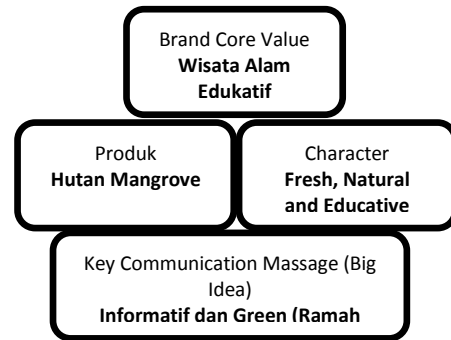 Brand Core Value
Wisata Alam
Edukatif
Produk
Hutan Mangrove
Character
Fresh, Natural
and Educative
Key Communication Massage (Big
Idea)
Informatif dan Green (Ramah